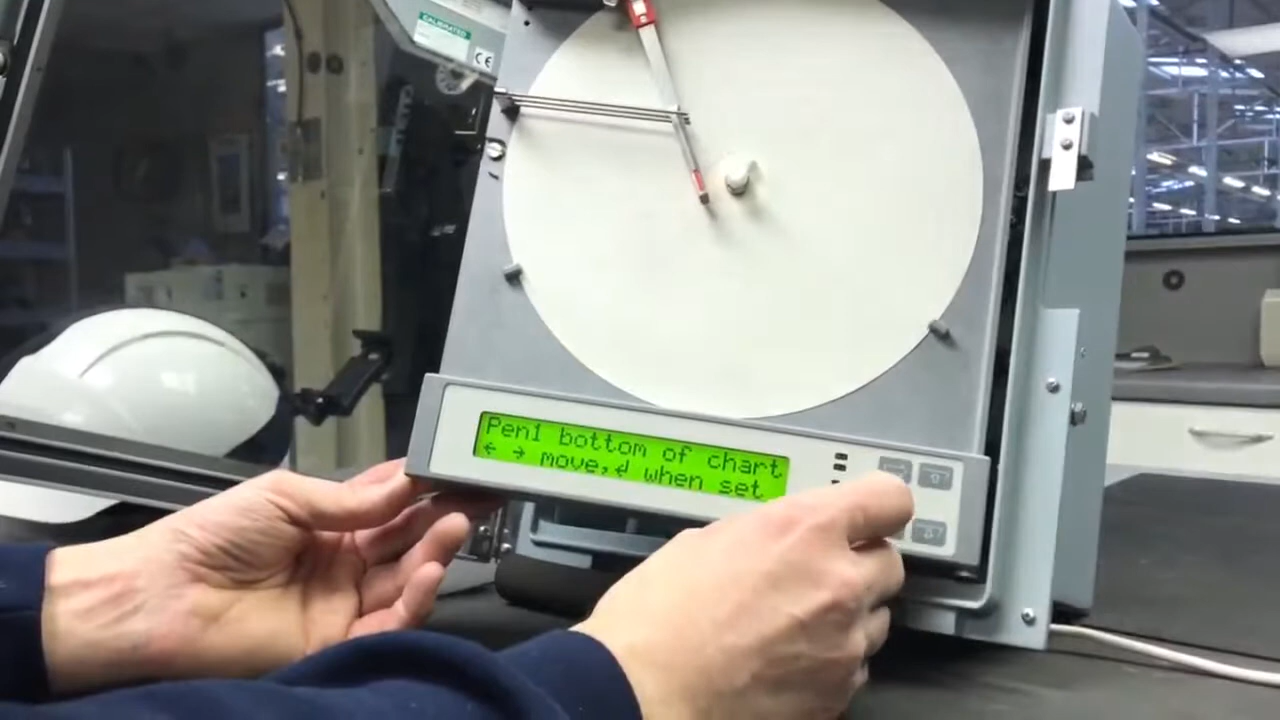 CALIBRATED
CE
Pen1 bottom of chart
← → move,↲ when set